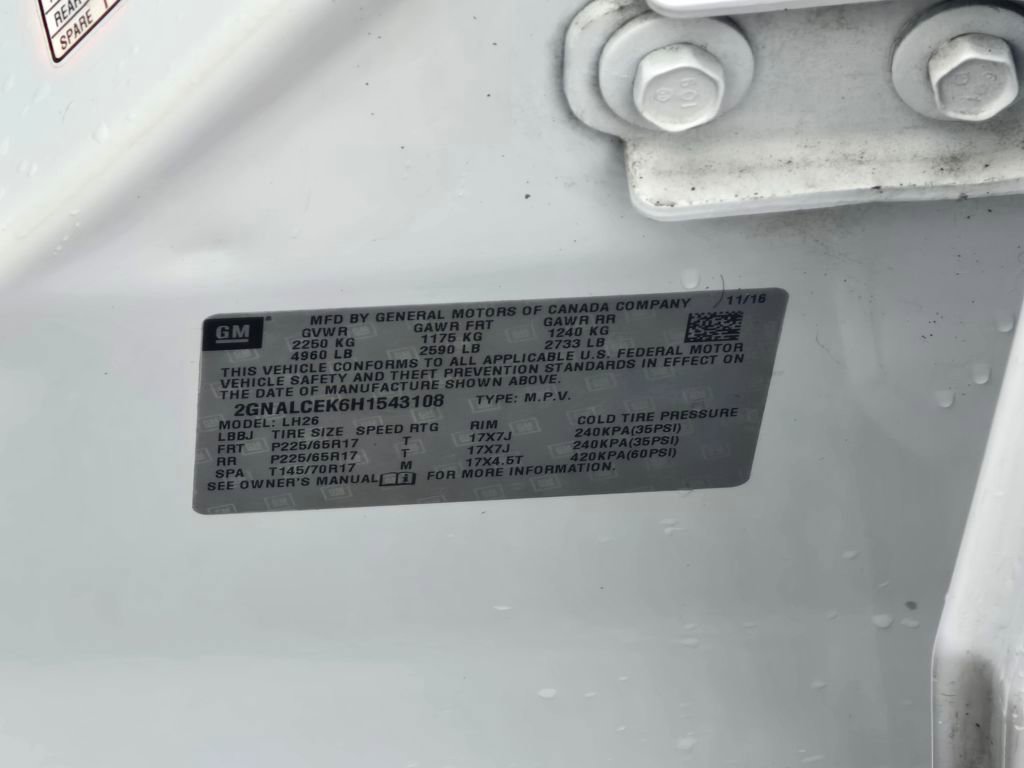 REAR
SPARE
GM
MFD BY GENERAL MOTORS OF CANADA COMPANY 11/16
GVWR GAWR FRT GAWR RR
2250 KG 1175 KG 1240 KG
4960 LB 2590 LB 2733 LB
THIS VEHICLE CONFORMS TO ALL APPLICABLE U.S. FEDERAL MOTOR
VEHICLE SAFETY AND THEFT PREVENTION STANDARDS IN EFFECT ON
THE DATE OF MANUFACTURE SHOWN ABOVE.
2GNALCEK6H1543108 TYPE: M.P.V.
MODEL: LH26
LBBJ TIRE SIZE SPEED RTG RIM COLD TIRE PRESSURE
FRT P225/65R17 T 17X7J 240KPA(35PSI)
RR P225/65R17 T 17X7J 240KPA(35PSI)
SPA T145/70R17 M 17X4.5T 420KPA(60PSI)
SEE OWNER'S MANUAL FOR MORE INFORMATION.